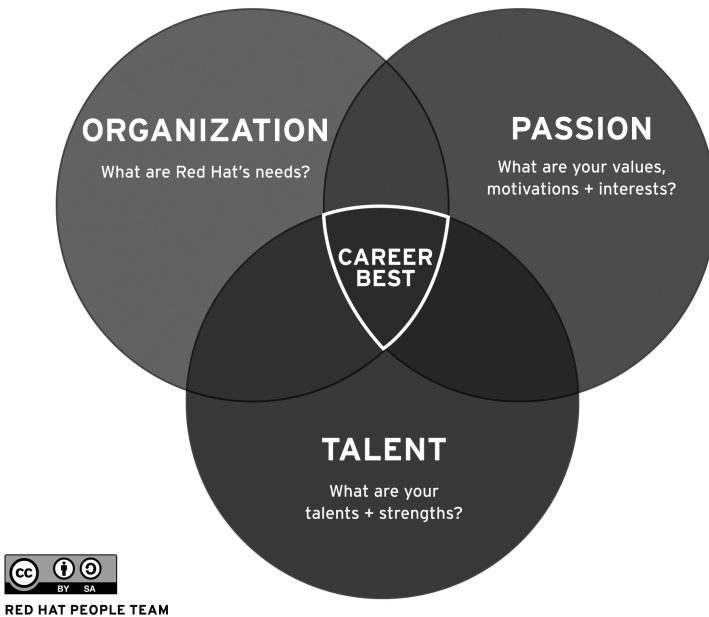 ORGANIZATION
What are Red Hat's needs?
PASSION
What are your values,
motivations + interests?
CAREER
BEST
TALENT
What are your
talents + strengths?
cc
BY SA
RED HAT PEOPLE TEAM